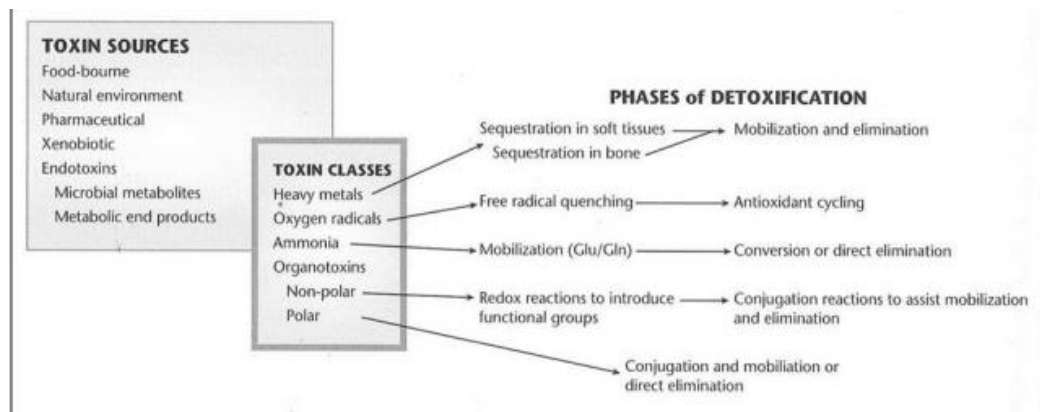 TOXIN SOURCES
Food-bourne
Natural environment
Pharmaceutical
Xenobiotic
Endotoxins
Microbial metabolites
Metabolic end products
TOXIN CLASSES
Heavy metals
Oxygen radicals
Ammonia
Organotoxins
Non-polar
Polar
PHASES of DETOXIFICATION
Sequestration in soft tissues
Sequestration in bone
Mobilization and elimination
Free radical quenching
Antioxidant cycling
Mobilization (Glu/Gln)
Conversion or direct elimination
Redox reactions to introduce
functional groups
Conjugation reactions to assist mobilization
and elimination
Conjugation and mobiliation or
direct elimination